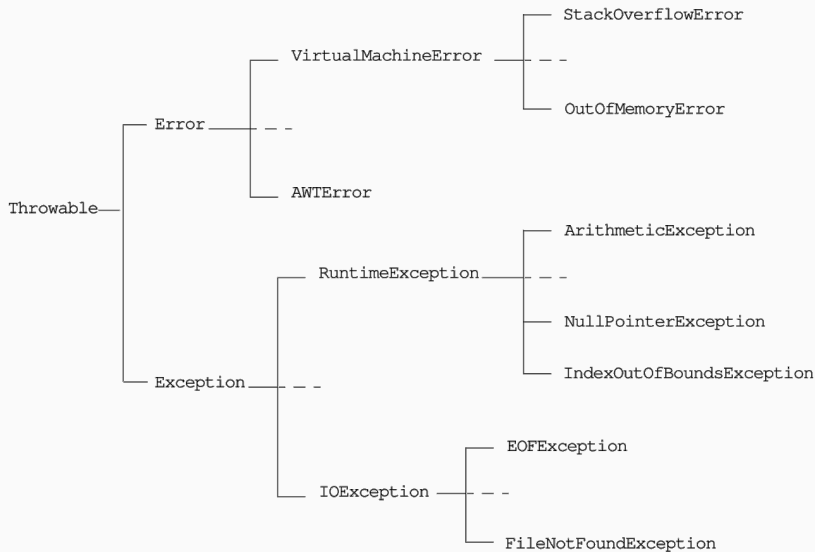 StackOverflowError
VirtualMachineError
OutOfMemoryError
Error
AWTError
Throwable
ArithmeticException
RuntimeException
NullPointerException
IndexOutOfBoundsException
Exception
EOFException
IOException
FileNotFoundException